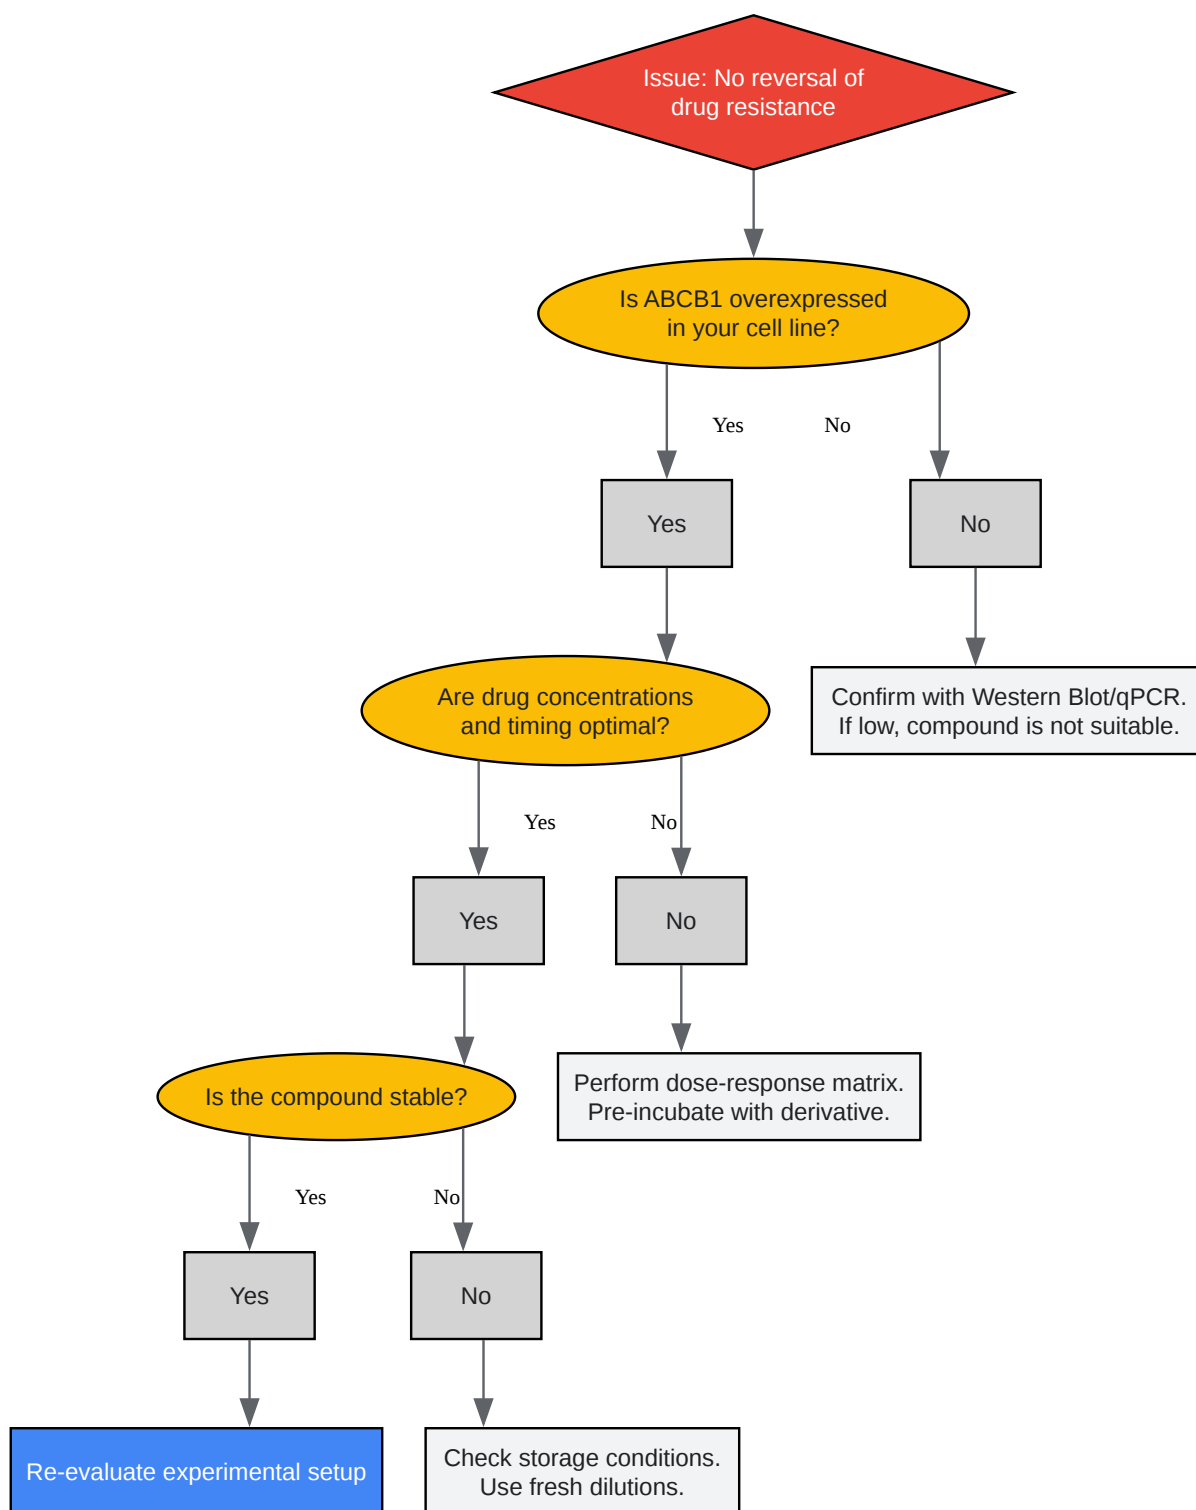 Issue: No reversal of
drug resistance
Is ABCB1 overexpressed
in your cell line?
Yes
No
Yes
No
Are drug concentrations
and timing optimal?
Confirm with Western Blot/qPCR.
If low, compound is not suitable.
Yes
No
Yes
No
Is the compound stable?
Perform dose-response matrix.
Pre-incubate with derivative.
Yes
No
Yes
No
Re-evaluate experimental setup
Check storage conditions.
Use fresh dilutions.